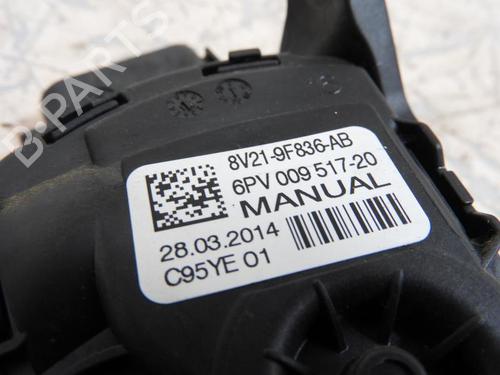 B-PARTS
8V21-9F836-AB
6PV 009 517-20
MANUAL
28.03.2014
C95YE 01